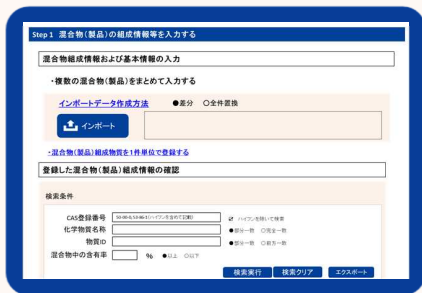 Step 1 混合物(製品)の組成情報等を入力する
混合物組成情報および基本情報の入力
・複数の混合物(製品)をまとめて入力する
インポートデータ作成方法 ●差分 ○全件置換
インポート
・混合物(製品)組成物質を1件単位で登録する
登録した混合物(製品)組成情報の確認
検索条件
CAS登録番号 ハイフンを除いて検索
化学物質名称 ●部分一致 ○完全一致
物質ID ●部分一致 ○前方一致
混合物中の含有率 % ●以上 ○以下
検索実行 検索クリア エクスポート